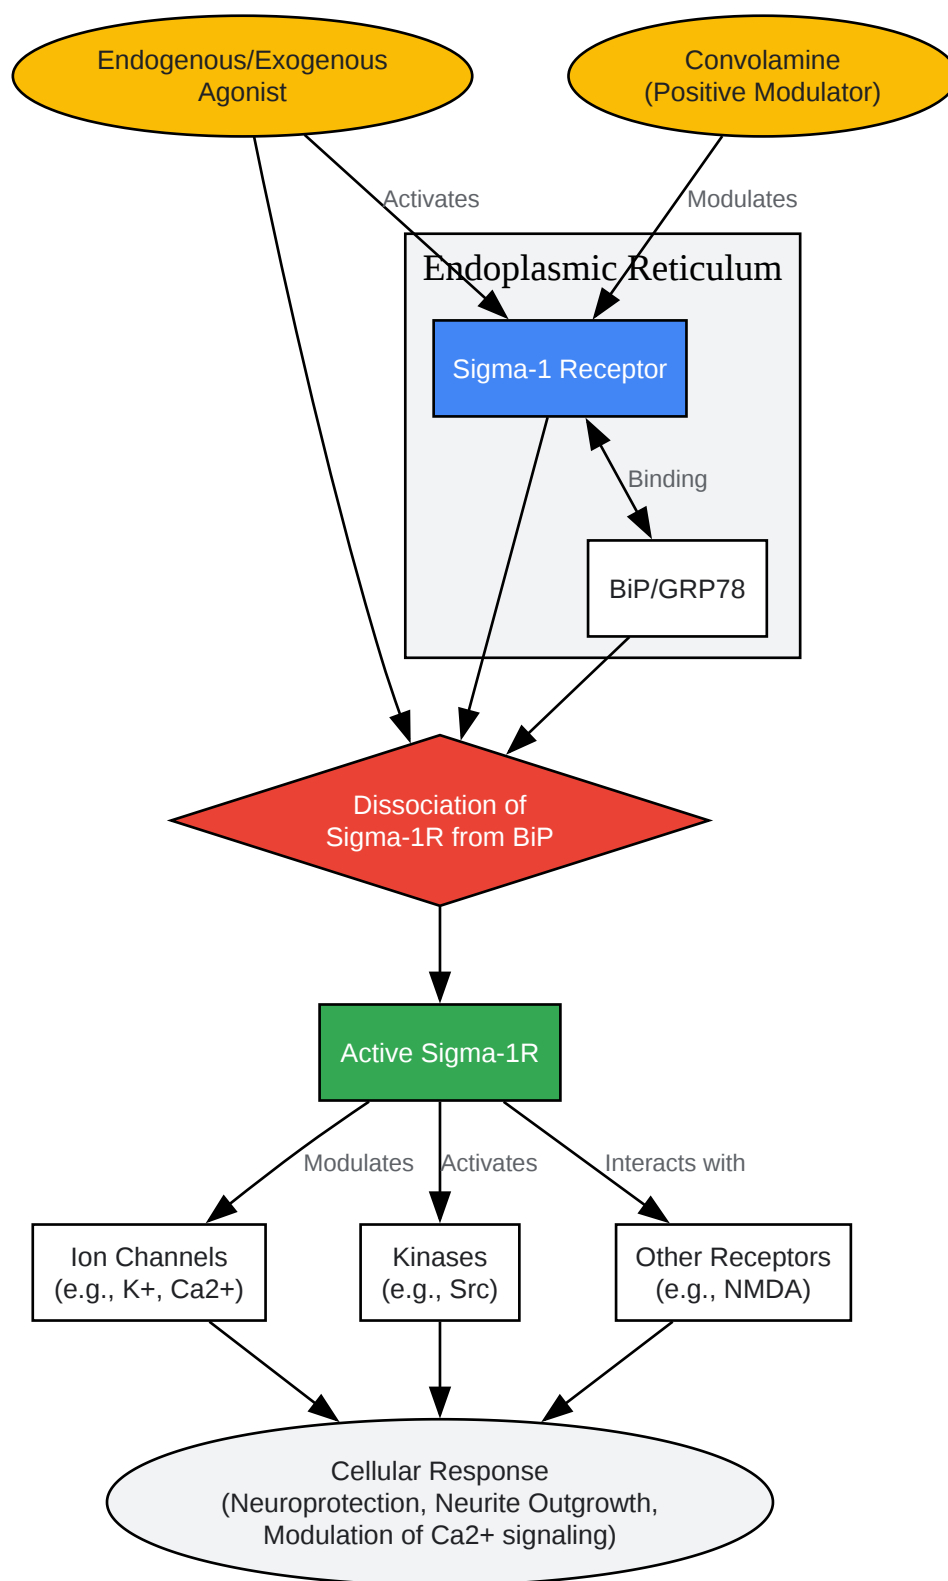 Endogenous/Exogenous
Agonist
Convolamine
(Positive Modulator)
Activates
Modulates
Endoplasmic Reticulum
Sigma-1 Receptor
Binding
BiP/GRP78
Dissociation of
Sigma-1R from BiP
Active Sigma-1R
Modulates
Activates
Interacts with
Ion Channels
(e.g., K+, Ca2+)
Kinases
(e.g., Src)
Other Receptors
(e.g., NMDA)
Cellular Response
(Neuroprotection, Neurite Outgrowth,
Modulation of Ca2+ signaling)